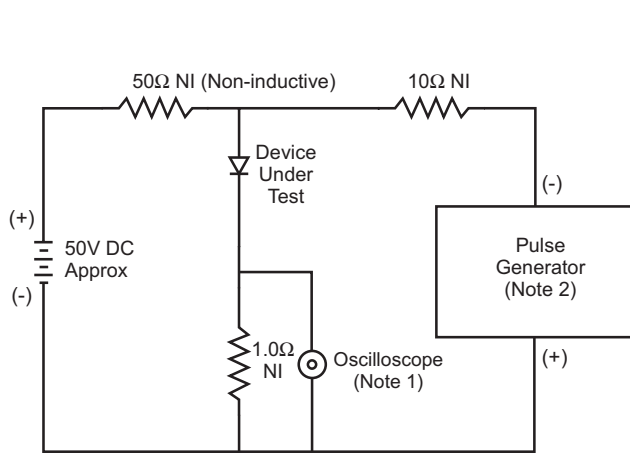 50Ω NI (Non-inductive)
10Ω NI
Device
Under
Test
(-)
(+)
50V DC
Approx
(-)
Pulse
Generator
(Note 2)
1.0Ω
NI
Oscilloscope
(Note 1)
(+)